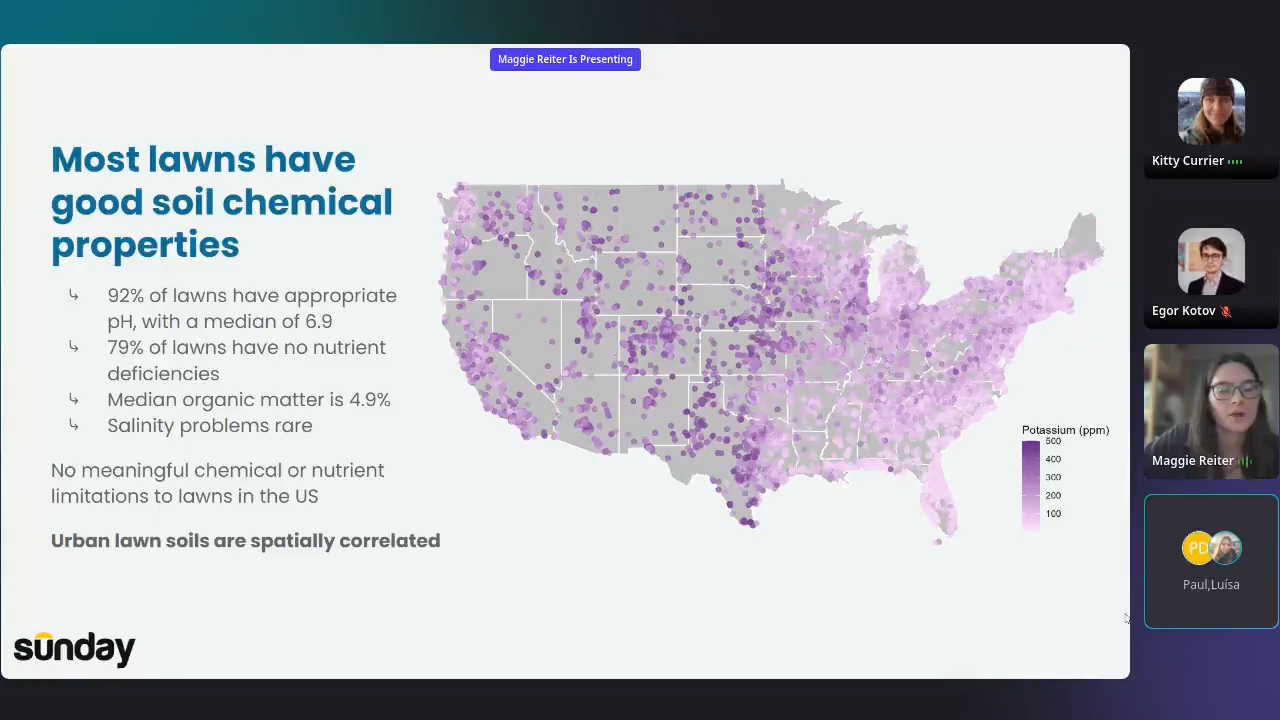 Maggie Reiter Is Presenting
Most lawns have
good soil chemical
properties
↳ 92% of lawns have appropriate
pH, with a median of 6.9
↳ 79% of lawns have no nutrient
deficiencies
↳ Median organic matter is 4.9%
↳ Salinity problems rare
No meaningful chemical or nutrient
limitations to lawns in the US
Urban lawn soils are spatially correlated
sunday
Potassium (ppm)
500
400
300
200
100
Kitty Currier
Egor Kotov
Maggie Reiter
PD
Paul,Luísa